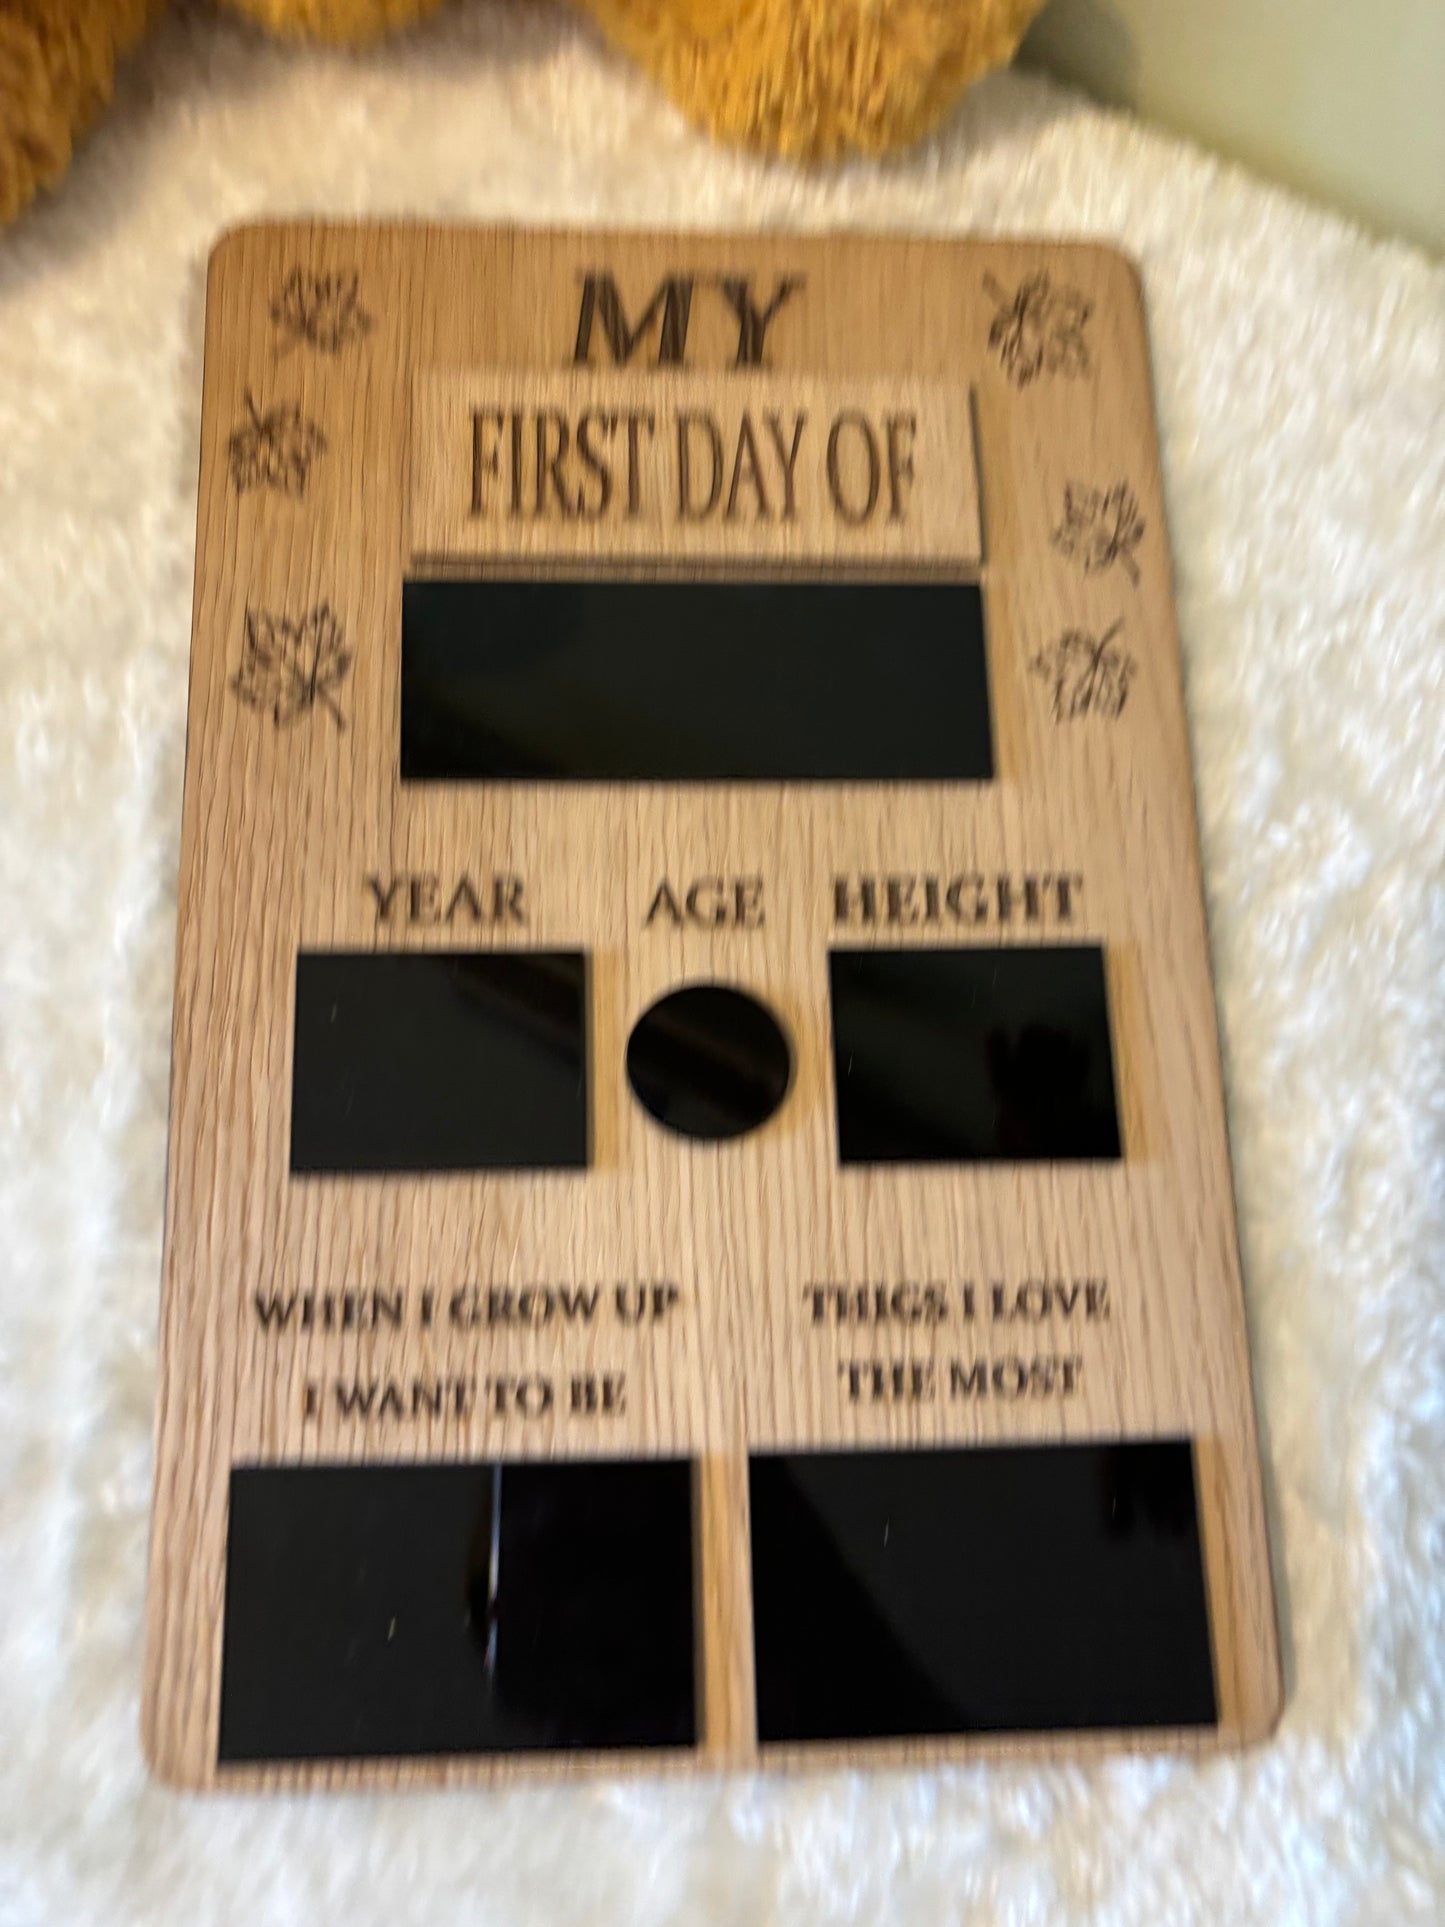 MY
FIRST DAY OF
YEAR AGE HEIGHT
WHEN I GROW UP
I WANT TO BE
THIGS I LOVE
THE MOST